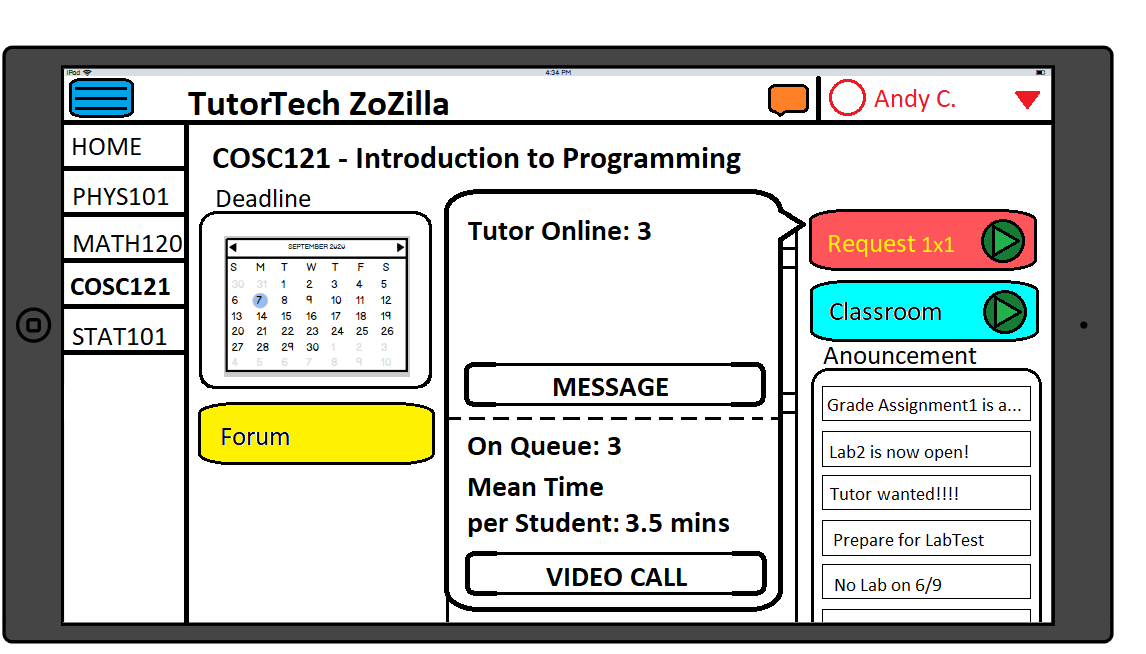 iPod
4:34 PM
TutorTech ZoZilla
Andy C.
HOME
PHYS101
MATH120
COSC121
STAT101
COSC121 - Introduction to Programming
Deadline
SEPTEMBER 2020
S M T W T F S
30 31 1 2 3 4 5
6 7 8 9 10 11 12
13 14 15 16 17 18 19
20 21 22 23 24 25 26
27 28 29 30 1 2 3
4 5 6 7 8 9 10
Forum
Tutor Online: 3
MESSAGE
On Queue: 3
Mean Time
per Student: 3.5 mins
VIDEO CALL
Request 1x1
Classroom
Anouncement
Grade Assignment1 is a...
Lab2 is now open!
Tutor wanted!!!!
Prepare for LabTest
No Lab on 6/9